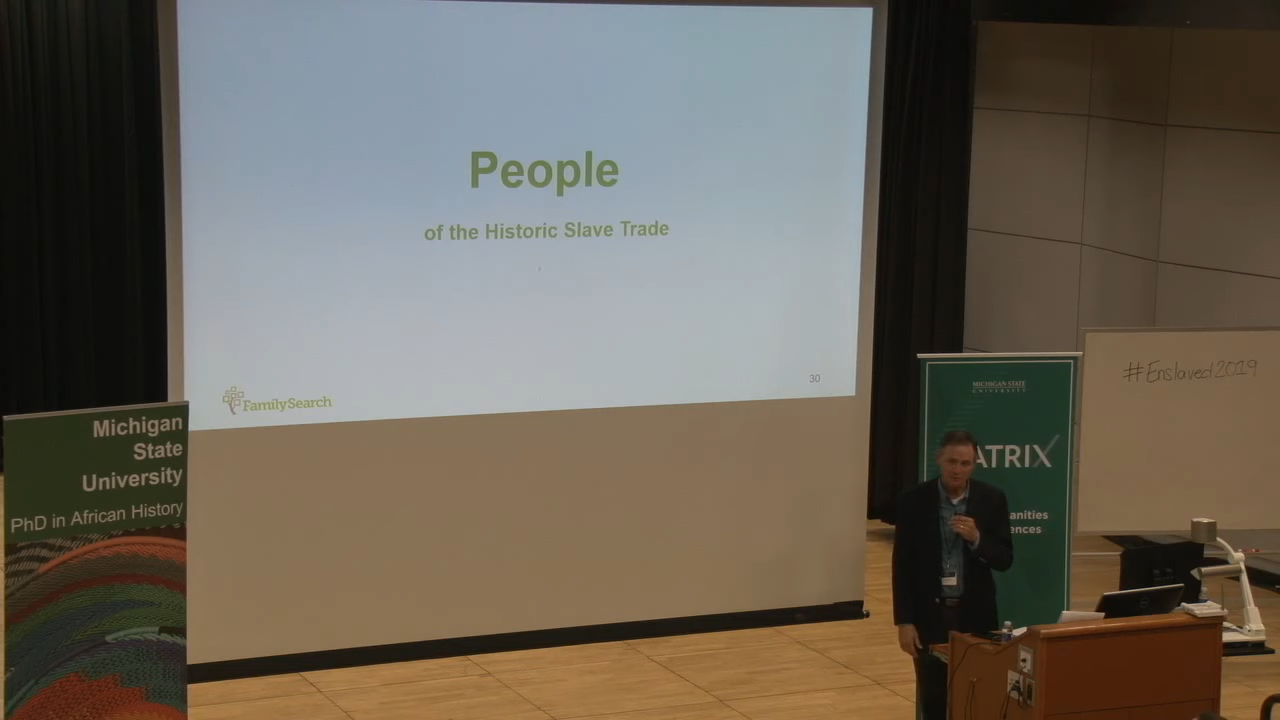 People
of the Historic Slave Trade
30
FamilySearch
Michigan
State
University
PhD in African History
MICHIGAN STATE
UNIVERSITY
ATRIX
anities
ences
#Enslaved2019